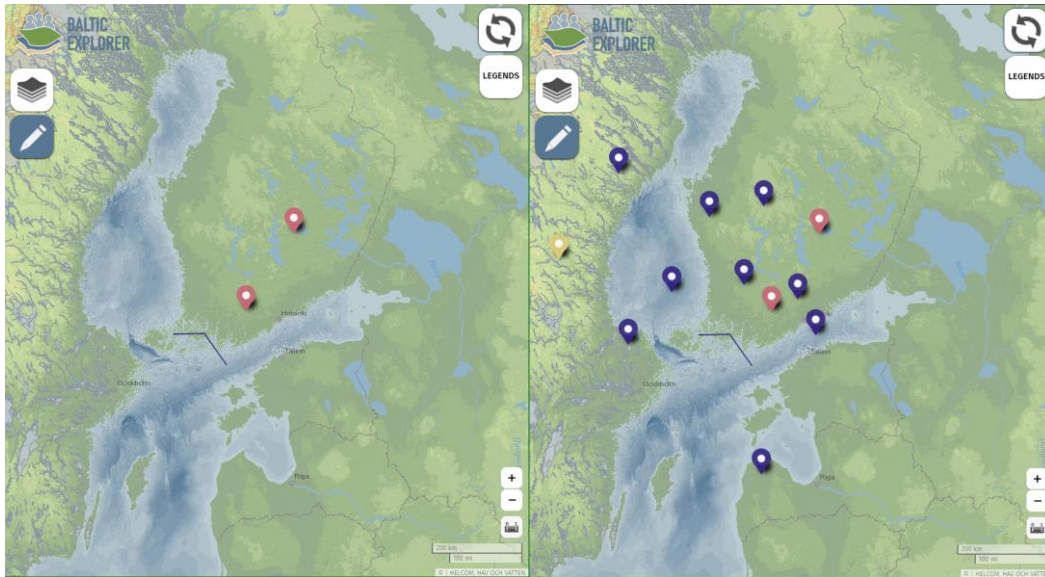 BALTIC
EXPLORER
LEGENDS
Helsinki
Tallinn
Stockholm
Riga
+
−
200 km
100 mi
© | HELCOM, HAV OCH VATTEN
BALTIC
EXPLORER
LEGENDS
Tallinn
Stockholm
Riga
+
−
200 km
100 mi
© | HELCOM, HAV OCH VATTEN